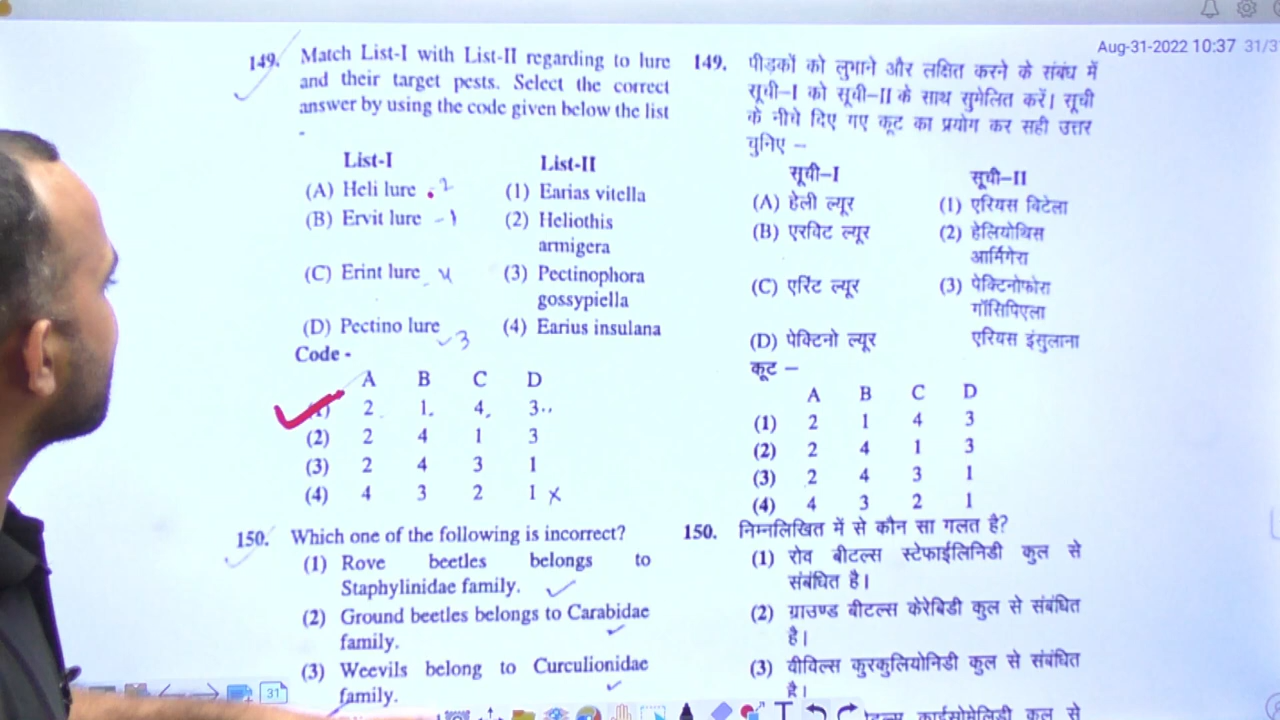 Aug-31-2022 10:37 31/3
149. Match List-I with List-II regarding to lure
and their target pests. Select the correct
answer by using the code given below the list
-
List-I List-II
(A) Heli lure 2 (1) Earias vitella
(B) Ervit lure - 1 (2) Heliothis
armigera
(C) Erint lure 4 (3) Pectinophora
gossypiella
(D) Pectino lure 3 (4) Earius insulana
Code -
A B C D
2 1 4 3
(2) 2 4 1 3
(3) 2 4 3 1
(4) 4 3 2 1
150. Which one of the following is incorrect?
(1) Rove beetles belongs to
Staphylinidae family.
(2) Ground beetles belongs to Carabidae
family.
(3) Weevils belong to Curculionidae
family.
149. पीड़कों को लुभाने और लक्षित करने के संबंध में
सूची-I को सूची-II के साथ सुमेलित करें। सूची
के नीचे दिए गए कूट का प्रयोग कर सही उत्तर
चुनिए –
सूची-I सूची-II
(A) हेली ल्यूर (1) एरियस विटेला
(B) एरविट ल्यूर (2) हेलियोथिस
आर्मिगेरा
(C) एरिंट ल्यूर (3) पेक्टिनोफोरा
गॉसिपिएला
(D) पेक्टिनो ल्यूर एरियस इंसुलाना
कूट –
A B C D
(1) 2 1 4 3
(2) 2 4 1 3
(3) 2 4 3 1
(4) 4 3 2 1
150. निम्नलिखित में से कौन सा गलत है?
(1) रोव बीटल्स स्टेफाईलिनिडी कुल से
संबंधित है।
(2) ग्राउण्ड बीटल्स केरेबिडी कुल से संबंधित
है।
(3) वीविल्स कुरकुलियोनिडी कुल से संबंधित
है।
काईसोमेलिडी कुल से
31